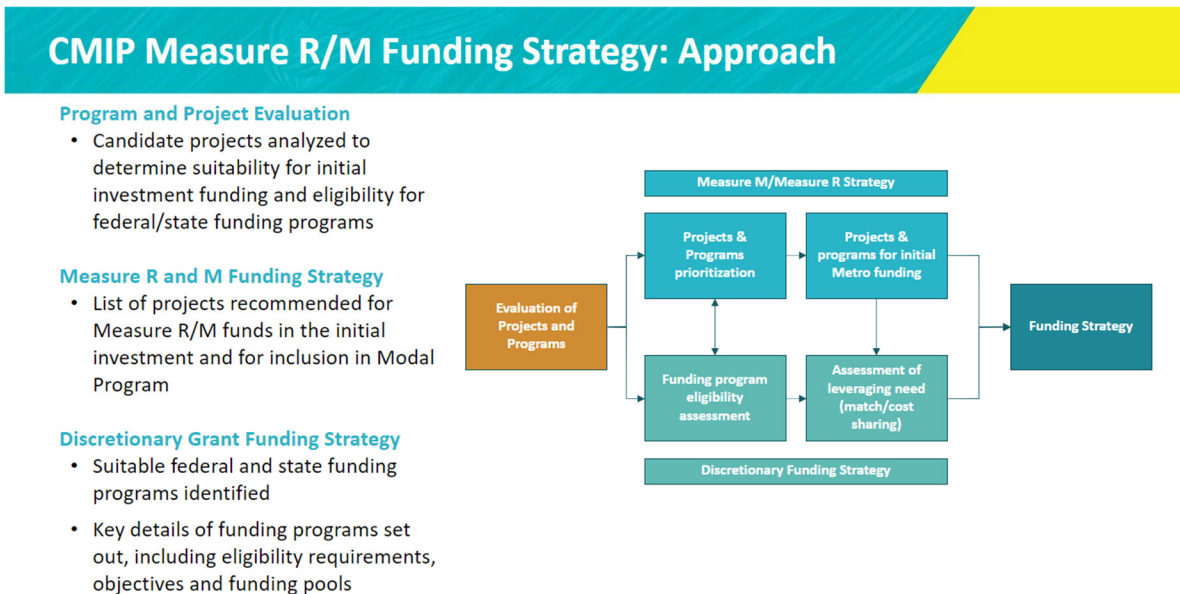 CMIP Measure R/M Funding Strategy: Approach
Program and Project Evaluation
• Candidate projects analyzed to
determine suitability for initial
investment funding and eligibility for
federal/state funding programs
Measure R and M Funding Strategy
• List of projects recommended for
Measure R/M funds in the initial
investment and for inclusion in Modal
Program
Discretionary Grant Funding Strategy
• Suitable federal and state funding
programs identified
• Key details of funding programs set
out, including eligibility requirements,
objectives and funding pools
Measure M/Measure R Strategy
Projects &
Programs
prioritization
Projects &
programs for initial
Metro funding
Evaluation of
Projects and
Programs
Funding Strategy
Funding program
eligibility
assessment
Assessment of
leveraging need
(match/cost
sharing)
Discretionary Funding Strategy